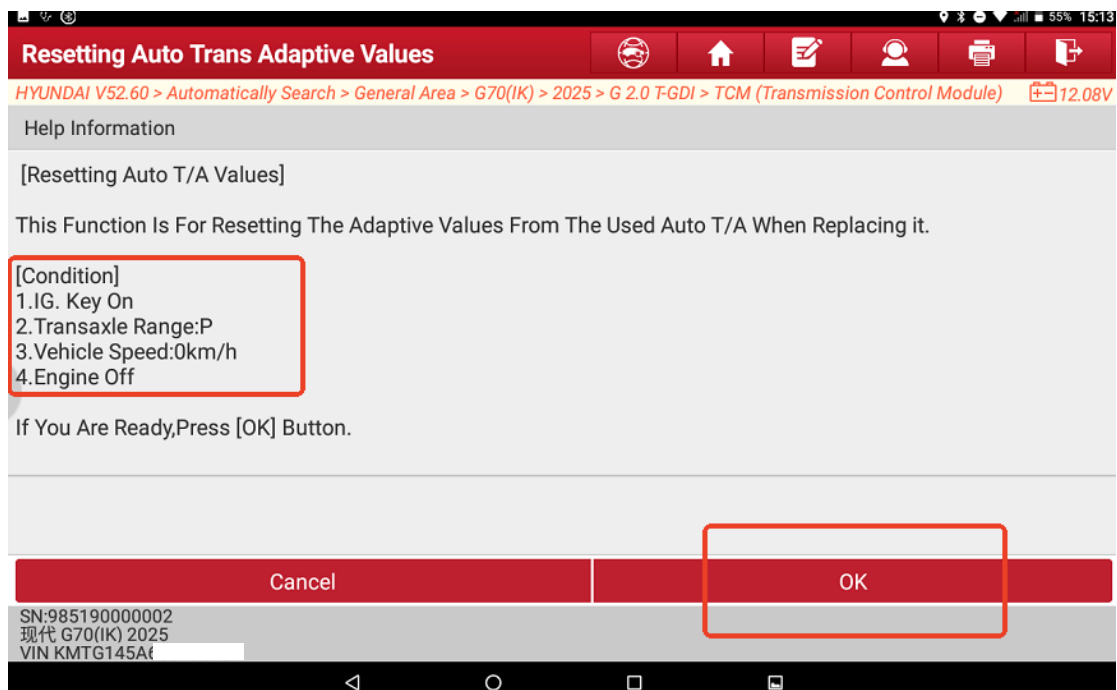 55% 15:13
Resetting Auto Trans Adaptive Values
HYUNDAI V52.60 > Automatically Search > General Area > G70(IK) > 2025 > G 2.0 T-GDI > TCM (Transmission Control Module) 12.08V
Help Information
[Resetting Auto T/A Values]
This Function Is For Resetting The Adaptive Values From The Used Auto T/A When Replacing it.
[Condition]
1.IG. Key On
2.Transaxle Range:P
3.Vehicle Speed:0km/h
4.Engine Off
If You Are Ready,Press [OK] Button.
Cancel OK
SN:985190000002
现代 G70(IK) 2025
VIN KMTG145A